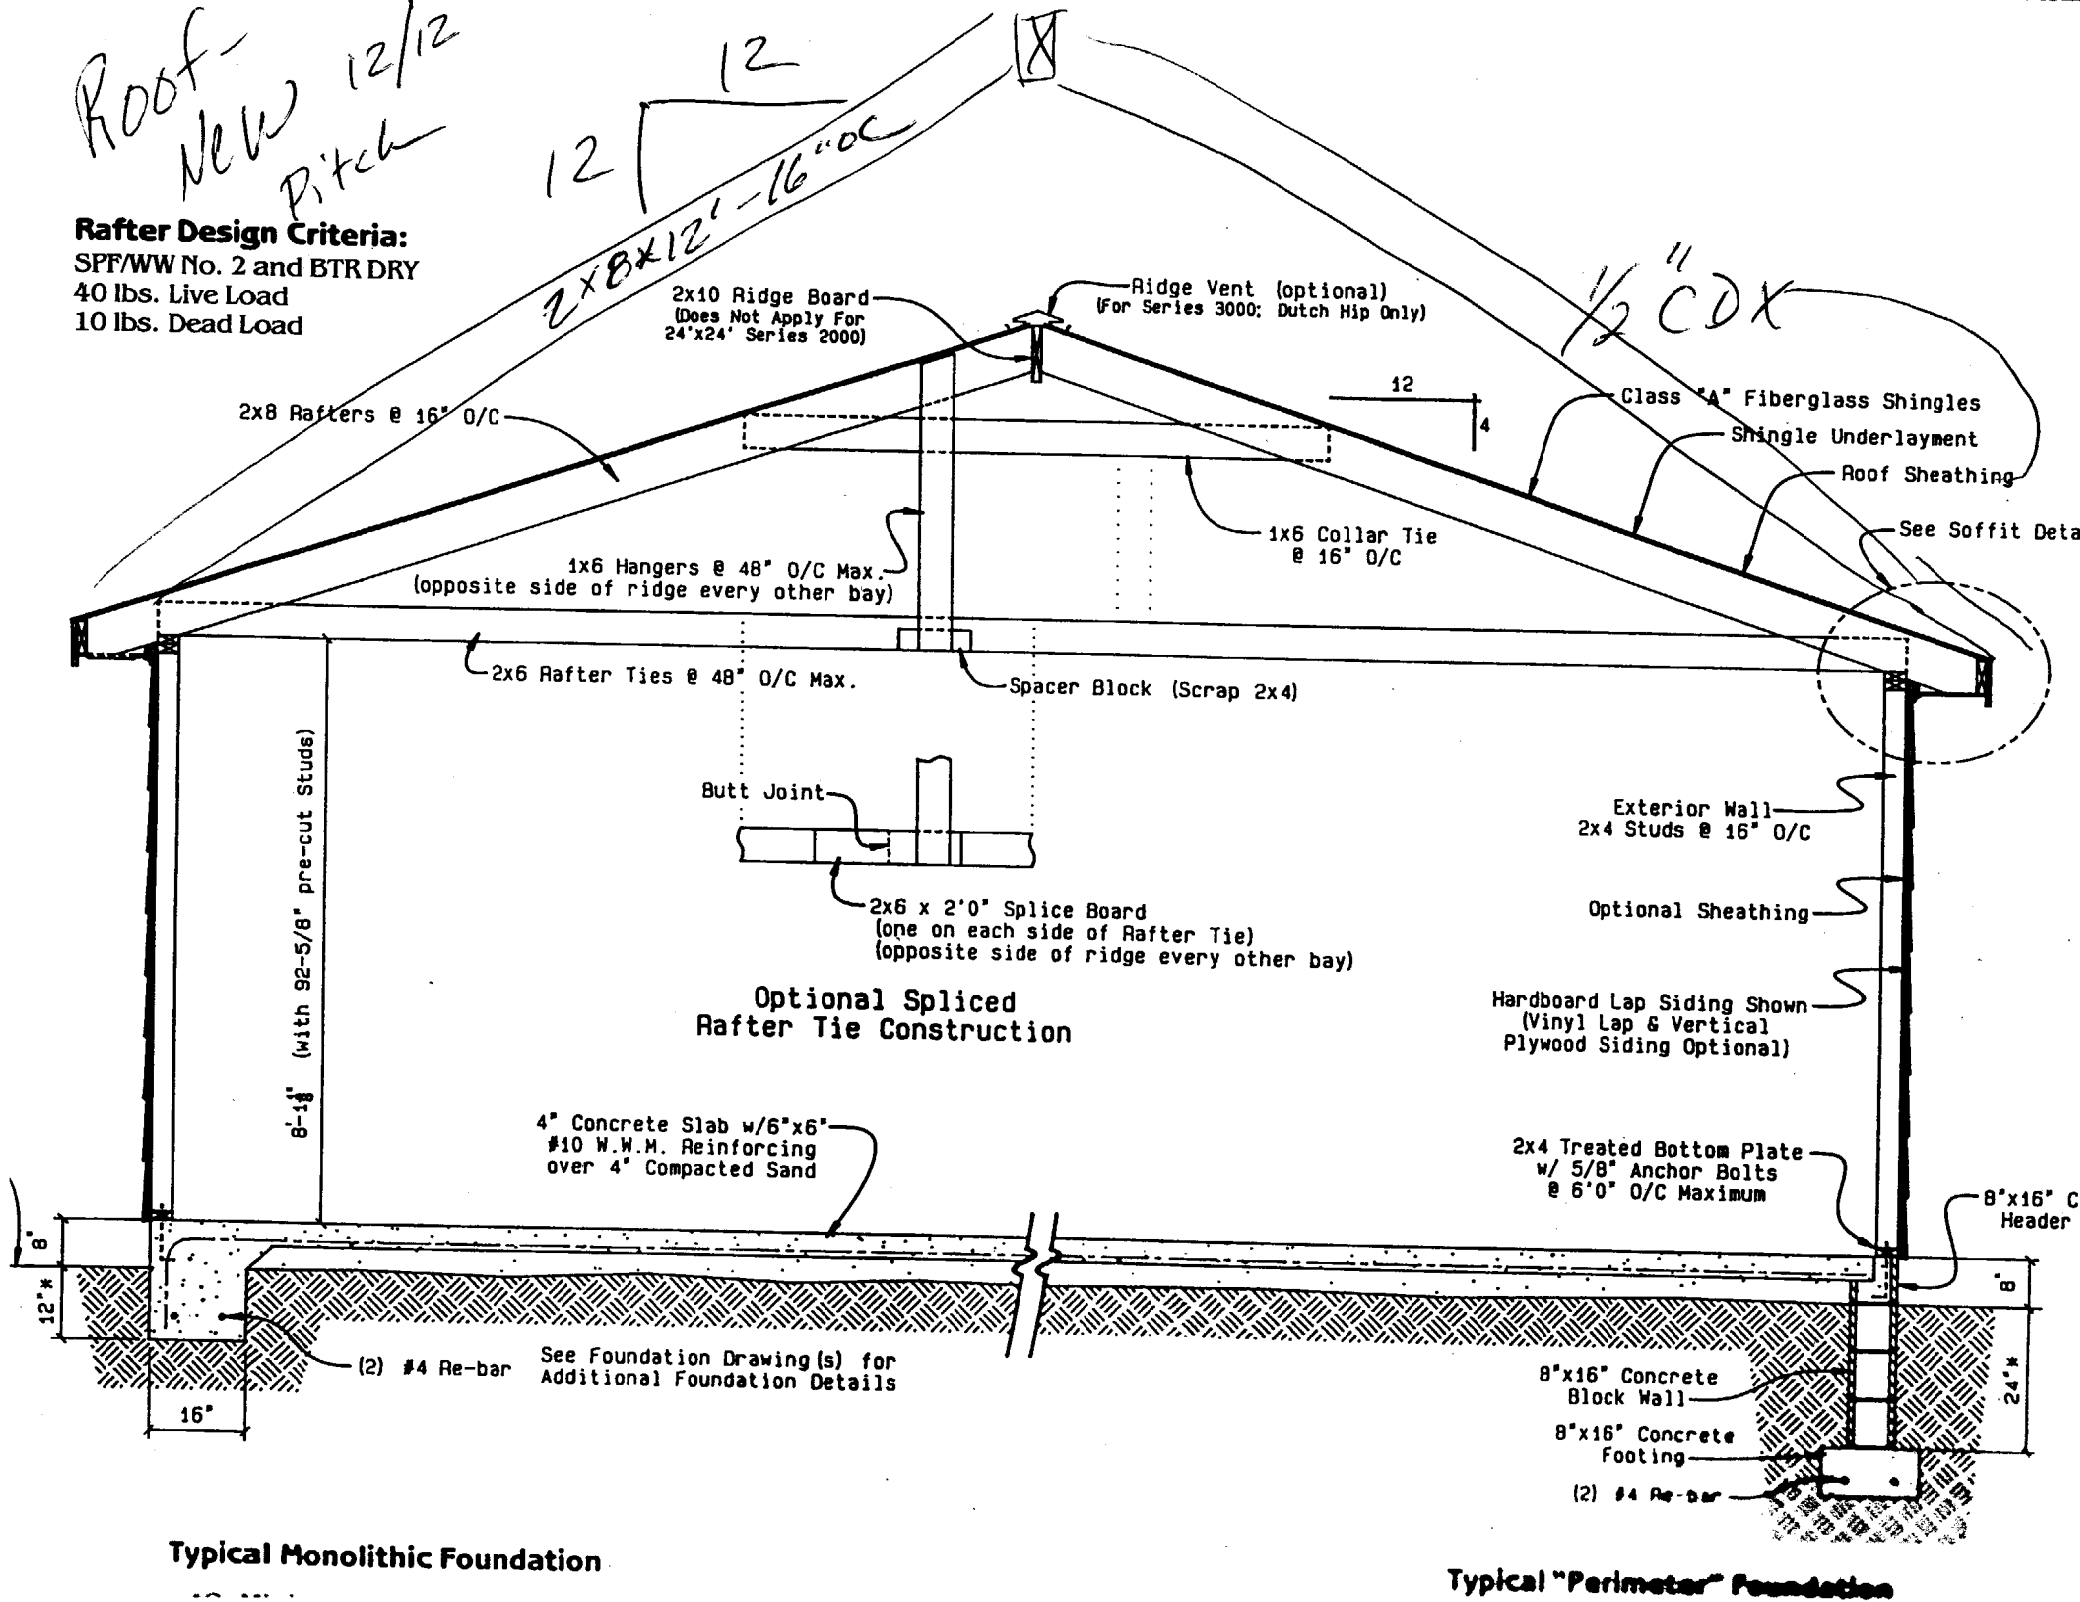 Roof-
New 12/12
Pitch
12
12
2x8x12' - 16" OC
1/2" CDX
Rafter Design Criteria:
SPF/WW No. 2 and BTR DRY
40 lbs. Live Load
10 lbs. Dead Load
2x10 Ridge Board
(Does Not Apply For
24'x24' Series 2000)
Ridge Vent (optional)
(For Series 3000; Dutch Hip Only)
2x8 Rafters @ 16" O/C
12
4
Class "A" Fiberglass Shingles
Shingle Underlayment
Roof Sheathing
See Soffit Deta
1x6 Collar Tie
@ 16" O/C
1x6 Hangers @ 48" O/C Max.
(opposite side of ridge every other bay)
2x6 Rafter Ties @ 48" O/C Max.
Spacer Block (Scrap 2x4)
8'-1 1/8" (with 92-5/8" pre-cut studs)
Butt Joint
Exterior Wall
2x4 Studs @ 16" O/C
2x6 x 2'0" Splice Board
(one on each side of Rafter Tie)
(opposite side of ridge every other bay)
Optional Sheathing
Optional Spliced
Rafter Tie Construction
Hardboard Lap Siding Shown
(Vinyl Lap & Vertical
Plywood Siding Optional)
4" Concrete Slab w/6"x6"
#10 W.W.M. Reinforcing
over 4" Compacted Sand
2x4 Treated Bottom Plate
w/ 5/8" Anchor Bolts
@ 6'0" O/C Maximum
8"x16" C
Header
8"
12"*
8"
24"*
(2) #4 Re-bar
See Foundation Drawing(s) for
Additional Foundation Details
16"
8"x16" Concrete
Block Wall
8"x16" Concrete
Footing
(2) #4 Re-bar
Typical Monolithic Foundation
Typical "Perimeter" Foundation